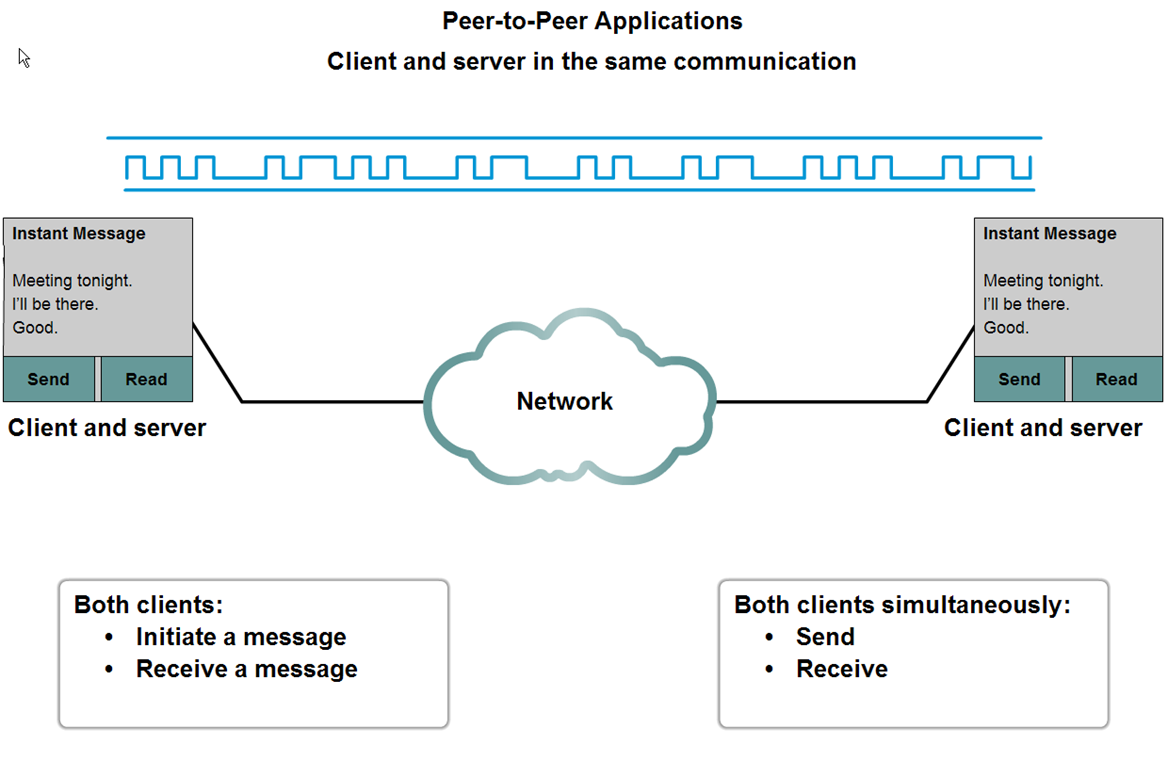 Peer-to-Peer Applications
Client and server in the same communication
Instant Message
Meeting tonight.
I'll be there.
Good.
Send Read
Client and server
Network
Instant Message
Meeting tonight.
I'll be there.
Good.
Send Read
Client and server
Both clients:
• Initiate a message
• Receive a message
Both clients simultaneously:
• Send
• Receive